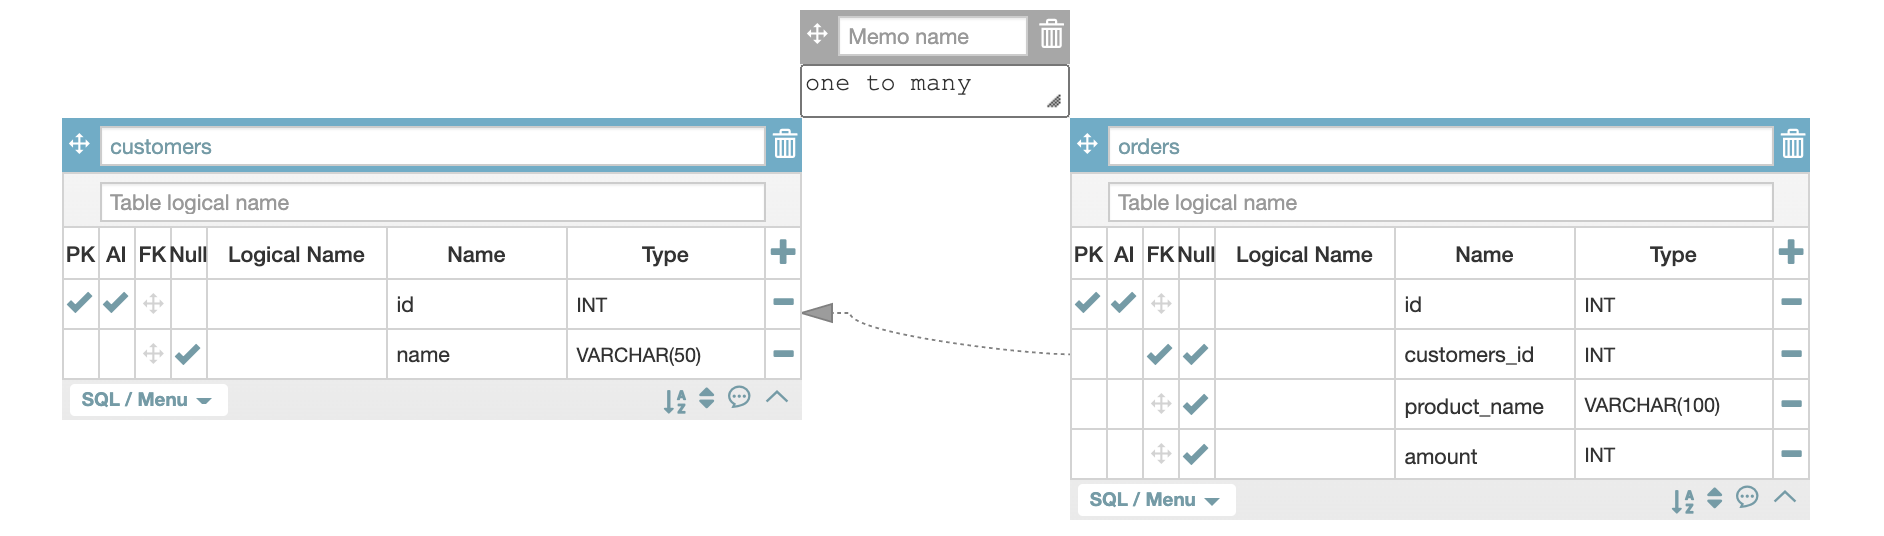 Memo name
one to many
customers
Table logical name
PK AI FK Null Logical Name Name Type
id INT
name VARCHAR(50)
SQL / Menu
A
Z
orders
Table logical name
PK AI FK Null Logical Name Name Type
id INT
customers_id INT
product_name VARCHAR(100)
amount INT
SQL / Menu
A
Z